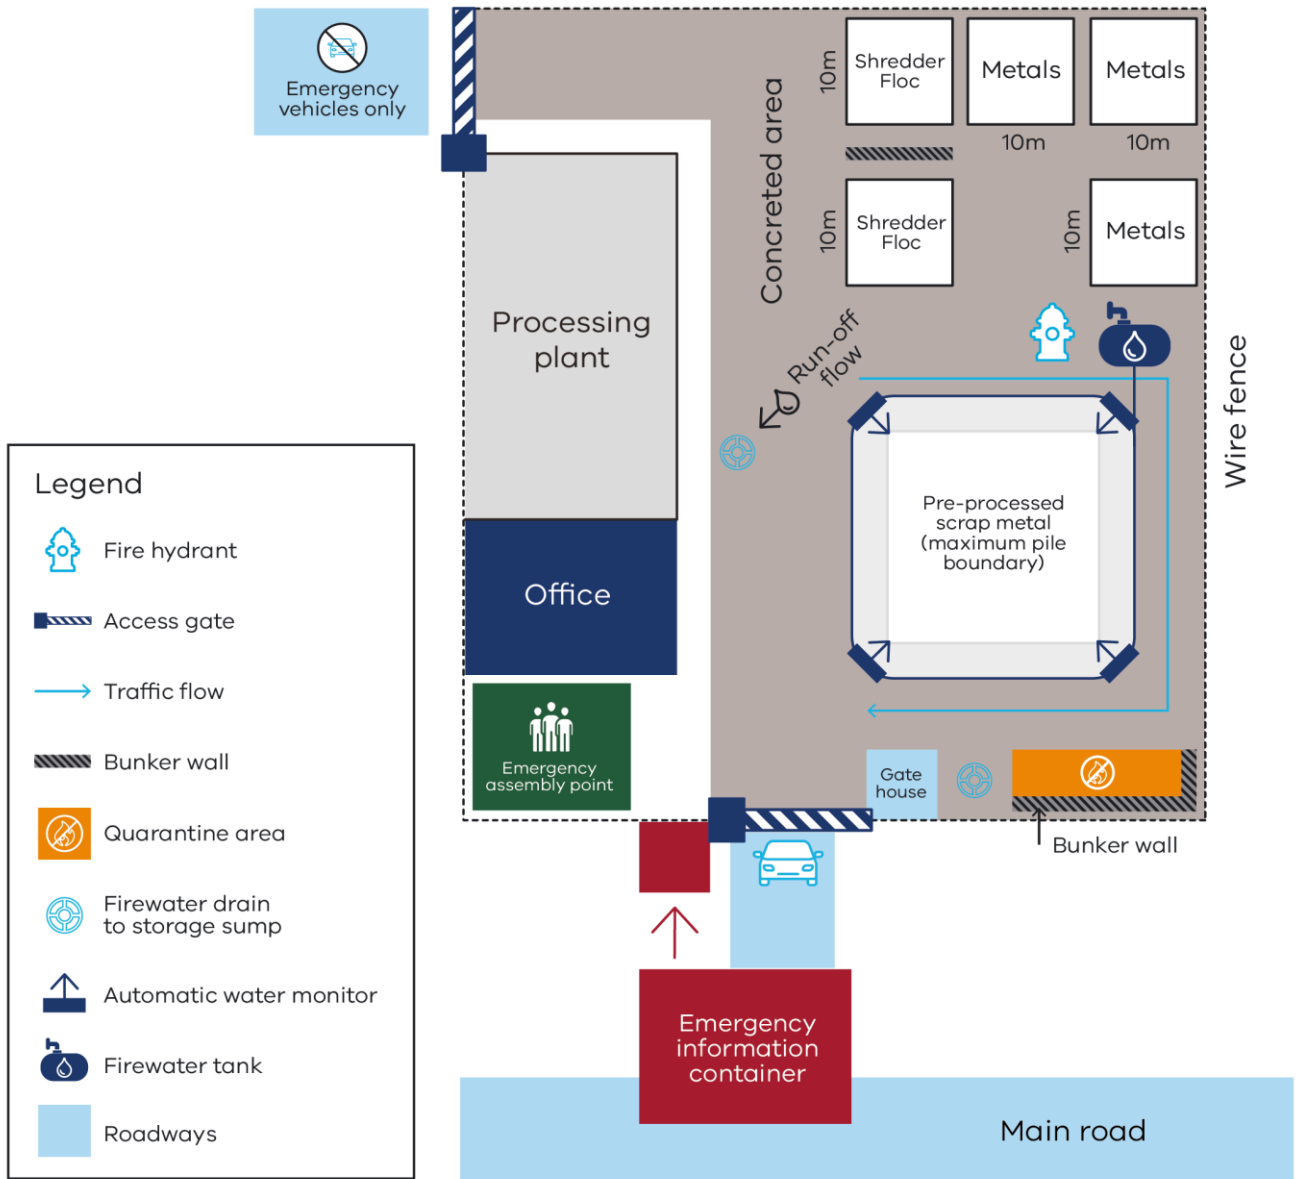 Emergency
vehicles only
Concreted area
10m
Shredder
Floc
Metals
Metals
10m
10m
10m
Shredder
Floc
10m
Metals
Processing
plant
Run-off
flow
Wire fence
Pre-processed
scrap metal
(maximum pile
boundary)
Office
Emergency
assembly point
Gate
house
Bunker wall
Emergency
information
container
Main road
Legend
Fire hydrant
Access gate
Traffic flow
Bunker wall
Quarantine area
Firewater drain
to storage sump
Automatic water monitor
Firewater tank
Roadways